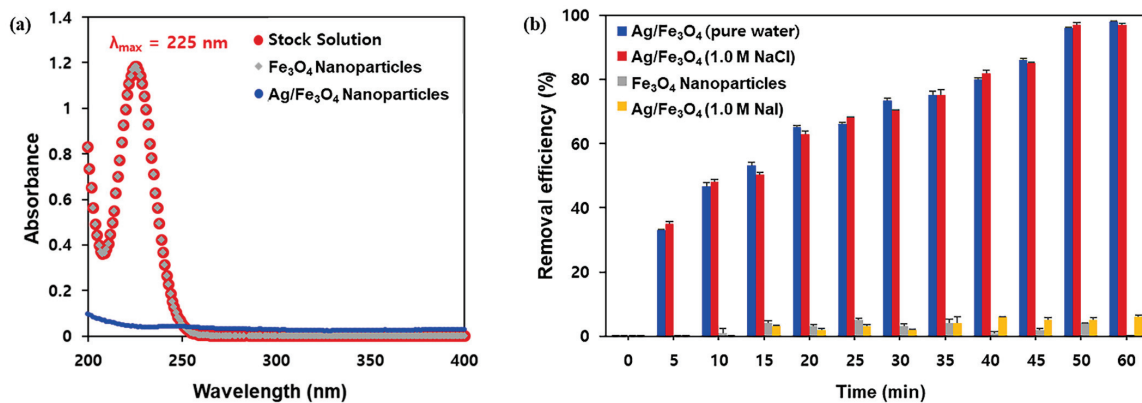 (a)
Absorbance
1.4
1.2
1
0.8
0.6
0.4
0.2
0
λmax = 225 nm
Stock Solution
Fe3O4 Nanoparticles
Ag/Fe3O4 Nanoparticles
200 250 300 350 400
Wavelength (nm)
(b)
Removal efficiency (%)
100
80
60
40
20
0
Ag/Fe3O4 (pure water)
Ag/Fe3O4 (1.0 M NaCl)
Fe3O4 Nanoparticles
Ag/Fe3O4 (1.0 M NaI)
0 5 10 15 20 25 30 35 40 45 50 60
Time (min)